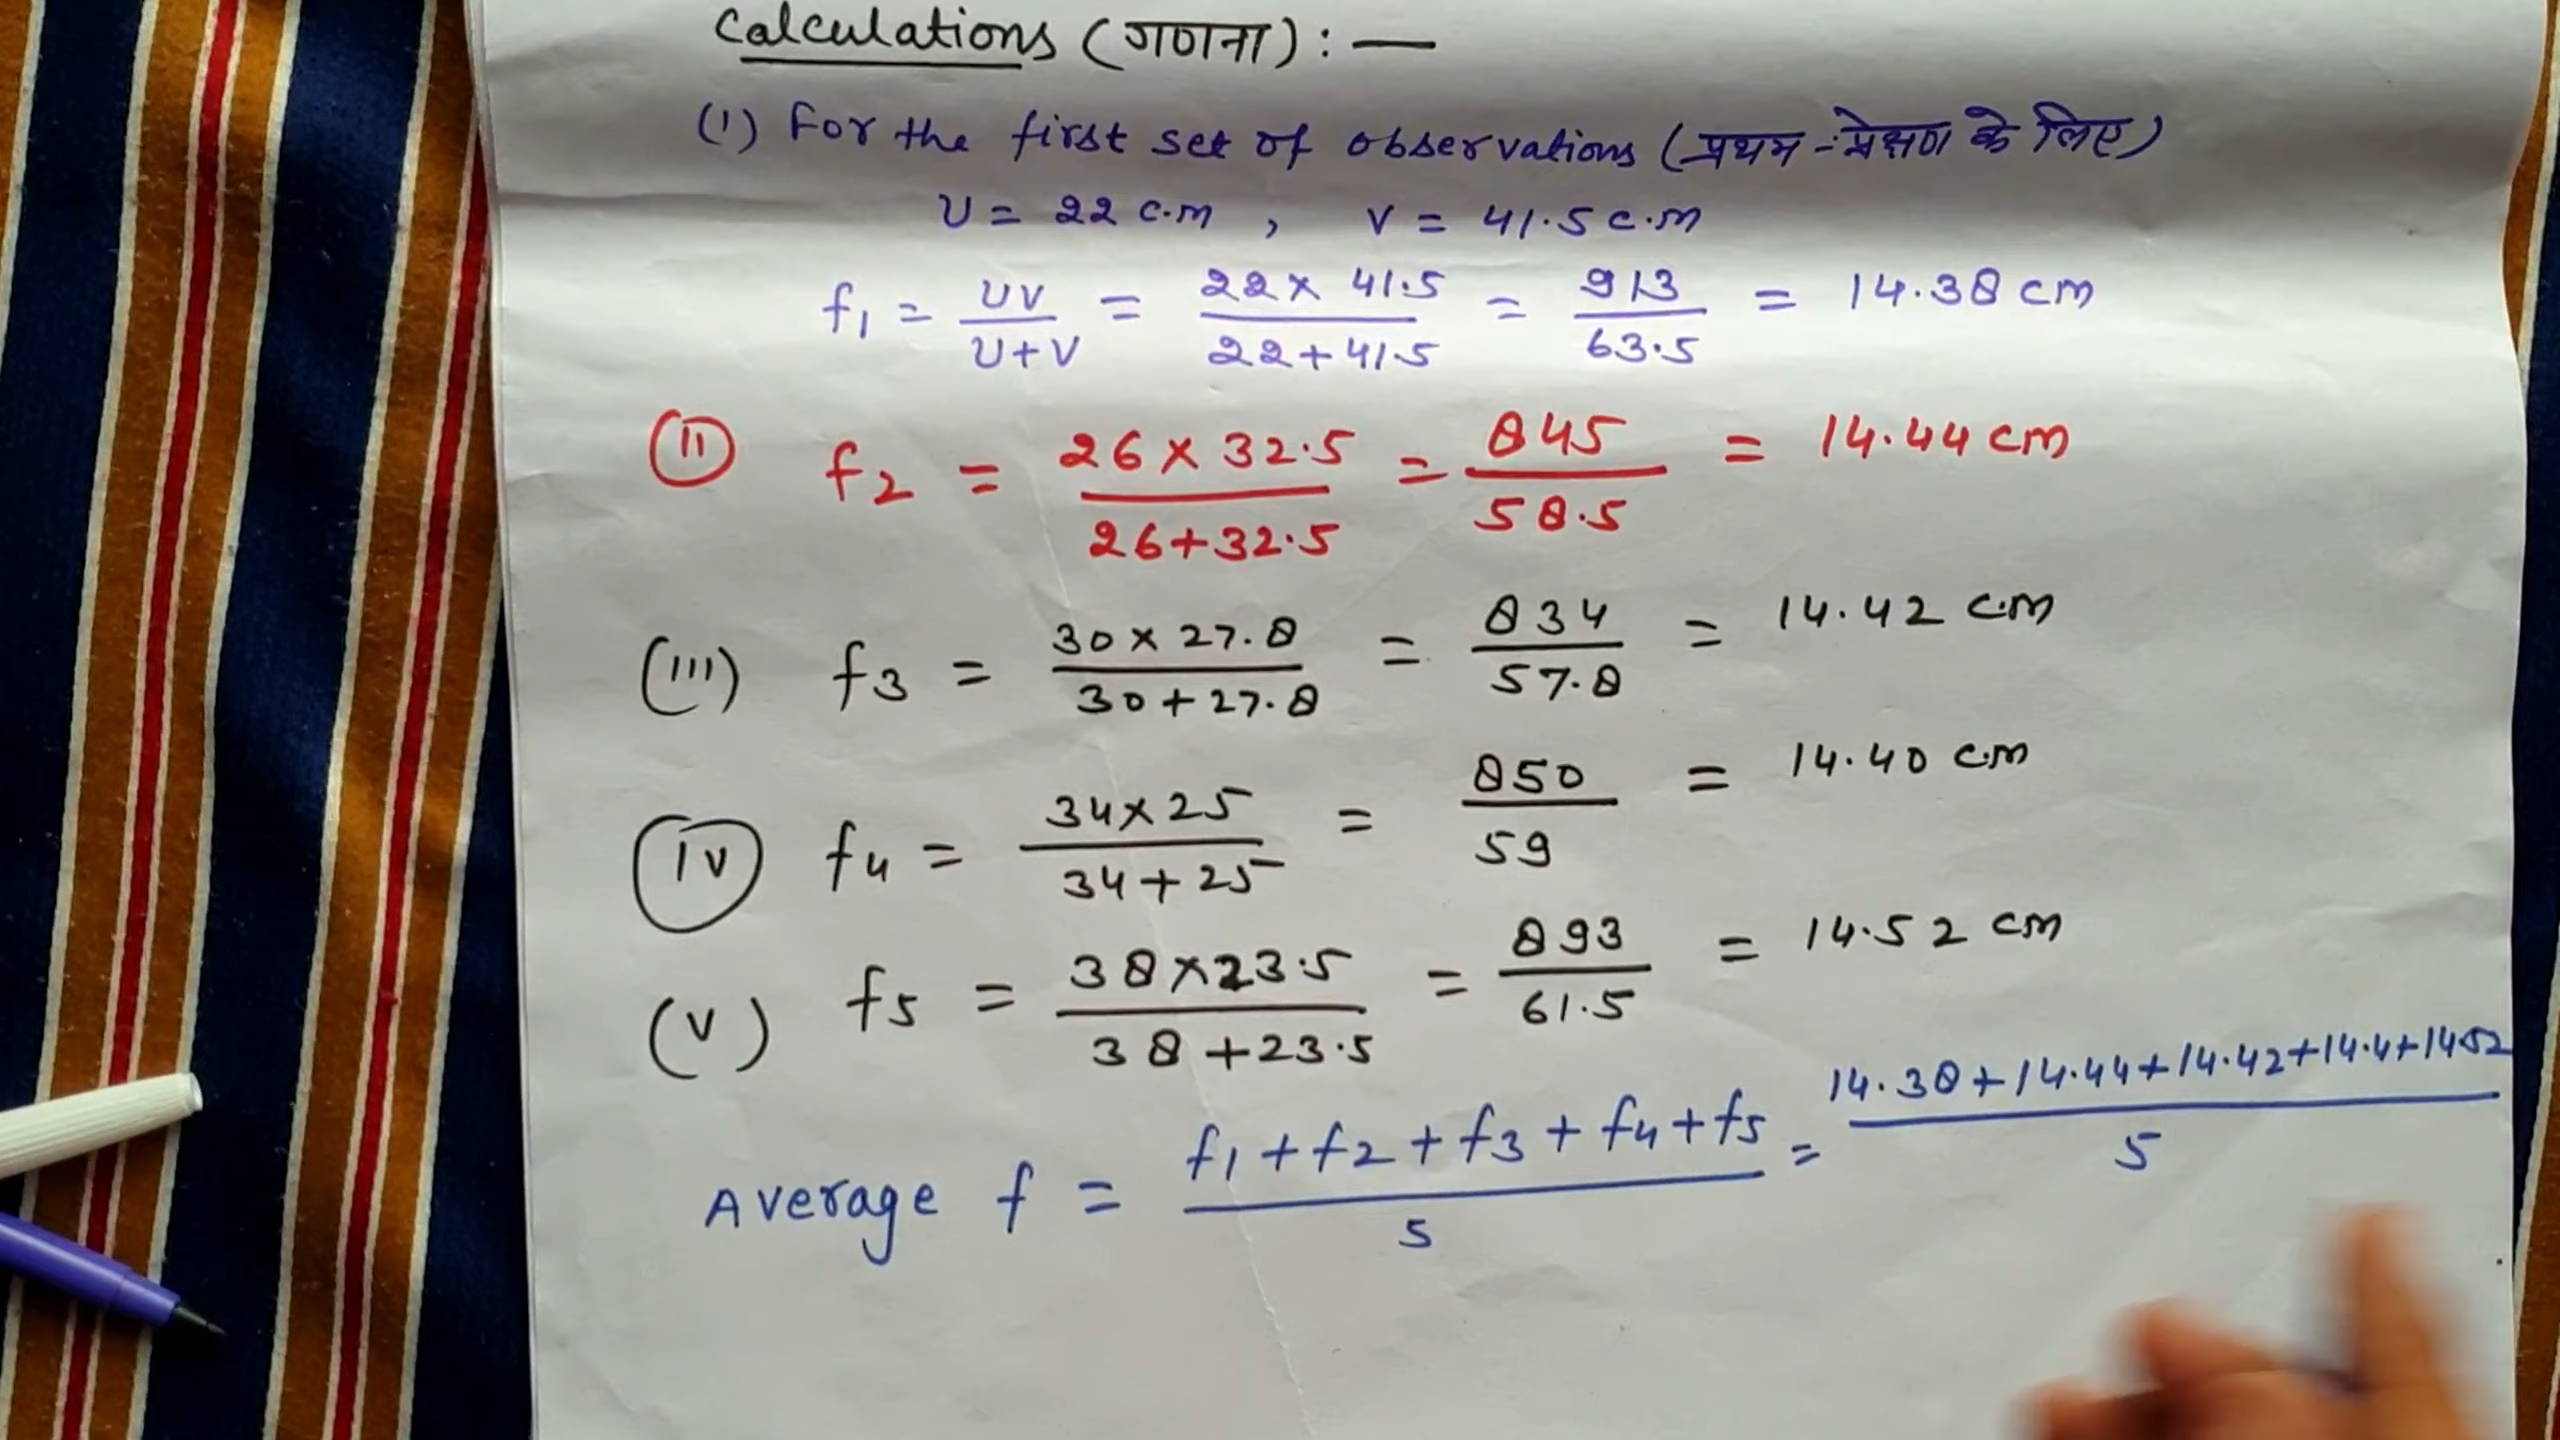 Calculations (गणना) : —
(1) For the first set of observations (प्रथम - प्रेक्षण के लिए)
U = 22 c.m , V = 41.5 c.m
f1 = UV / U+V = 22 × 41.5 / 22 + 41.5 = 913 / 63.5 = 14.38 cm
(11) f2 = 26 × 32.5 / 26 + 32.5 = 845 / 58.5 = 14.44 cm
(111) f3 = 30 × 27.8 / 30 + 27.8 = 834 / 57.8 = 14.42 c.m
(IV) f4 = 34 × 25 / 34 + 25 = 850 / 59 = 14.40 c.m
(V) f5 = 38 × 23.5 / 38 + 23.5 = 893 / 61.5 = 14.52 cm
Average f = f1 + f2 + f3 + f4 + f5 / 5 = 14.38 + 14.44 + 14.42 + 14.4 + 14.52 / 5